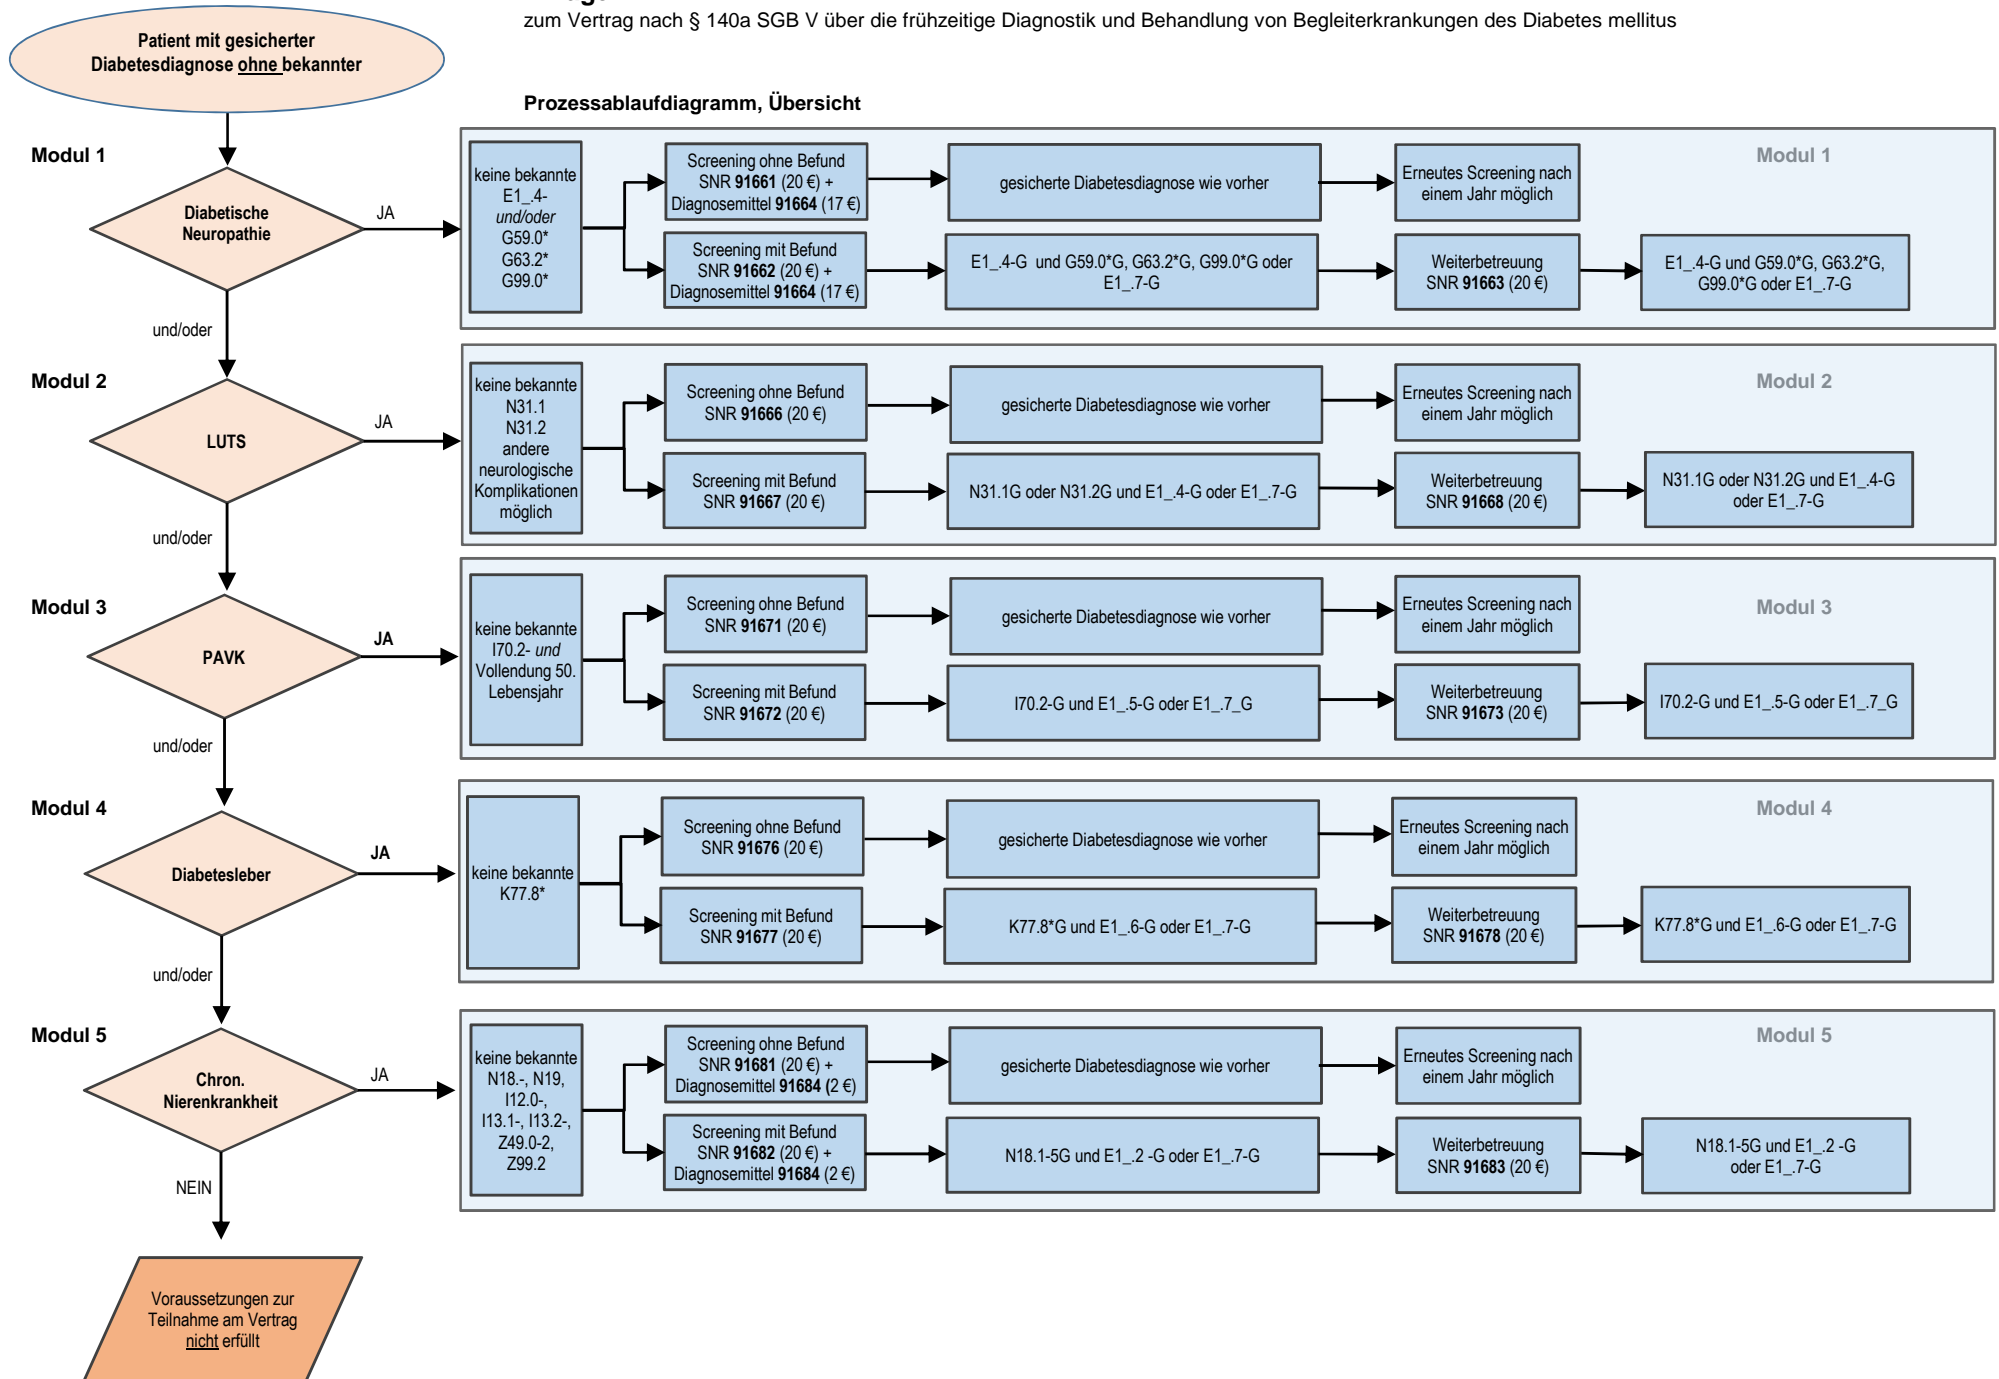 zum Vertrag nach § 140a SGB V über die frühzeitige Diagnostik und Behandlung von Begleiterkrankungen des Diabetes mellitus
Patient mit gesicherter
Diabetesdiagnose ohne bekannter
Prozessablaufdiagramm, Übersicht
Modul 1
Diabetische
Neuropathie
JA
keine bekannte
E1_.4-
und/oder
G59.0*
G63.2*
G99.0*
Screening ohne Befund
SNR 91661 (20 €) +
Diagnosemittel 91664 (17 €)
gesicherte Diabetesdiagnose wie vorher
Erneutes Screening nach
einem Jahr möglich
Modul 1
Screening mit Befund
SNR 91662 (20 €) +
Diagnosemittel 91664 (17 €)
E1_.4-G und G59.0*G, G63.2*G, G99.0*G oder
E1_.7-G
Weiterbetreuung
SNR 91663 (20 €)
E1_.4-G und G59.0*G, G63.2*G,
G99.0*G oder E1_.7-G
und/oder
Modul 2
LUTS
JA
keine bekannte
N31.1
N31.2
andere
neurologische
Komplikationen
möglich
Screening ohne Befund
SNR 91666 (20 €)
gesicherte Diabetesdiagnose wie vorher
Erneutes Screening nach
einem Jahr möglich
Modul 2
Screening mit Befund
SNR 91667 (20 €)
N31.1G oder N31.2G und E1_.4-G oder E1_.7-G
Weiterbetreuung
SNR 91668 (20 €)
N31.1G oder N31.2G und E1_.4-G
oder E1_.7-G
und/oder
Modul 3
PAVK
JA
keine bekannte
I70.2- und
Vollendung 50.
Lebensjahr
Screening ohne Befund
SNR 91671 (20 €)
gesicherte Diabetesdiagnose wie vorher
Erneutes Screening nach
einem Jahr möglich
Modul 3
Screening mit Befund
SNR 91672 (20 €)
I70.2-G und E1_.5-G oder E1_.7_G
Weiterbetreuung
SNR 91673 (20 €)
I70.2-G und E1_.5-G oder E1_.7_G
und/oder
Modul 4
Diabetesleber
JA
keine bekannte
K77.8*
Screening ohne Befund
SNR 91676 (20 €)
gesicherte Diabetesdiagnose wie vorher
Erneutes Screening nach
einem Jahr möglich
Modul 4
Screening mit Befund
SNR 91677 (20 €)
K77.8*G und E1_.6-G oder E1_.7-G
Weiterbetreuung
SNR 91678 (20 €)
K77.8*G und E1_.6-G oder E1_.7-G
und/oder
Modul 5
Chron.
Nierenkrankheit
JA
keine bekannte
N18.-, N19,
I12.0-,
I13.1-, I13.2-,
Z49.0-2,
Z99.2
Screening ohne Befund
SNR 91681 (20 €) +
Diagnosemittel 91684 (2 €)
gesicherte Diabetesdiagnose wie vorher
Erneutes Screening nach
einem Jahr möglich
Modul 5
Screening mit Befund
SNR 91682 (20 €) +
Diagnosemittel 91684 (2 €)
N18.1-5G und E1_.2 -G oder E1_.7-G
Weiterbetreuung
SNR 91683 (20 €)
N18.1-5G und E1_.2 -G
oder E1_.7-G
NEIN
Voraussetzungen zur
Teilnahme am Vertrag
nicht erfüllt